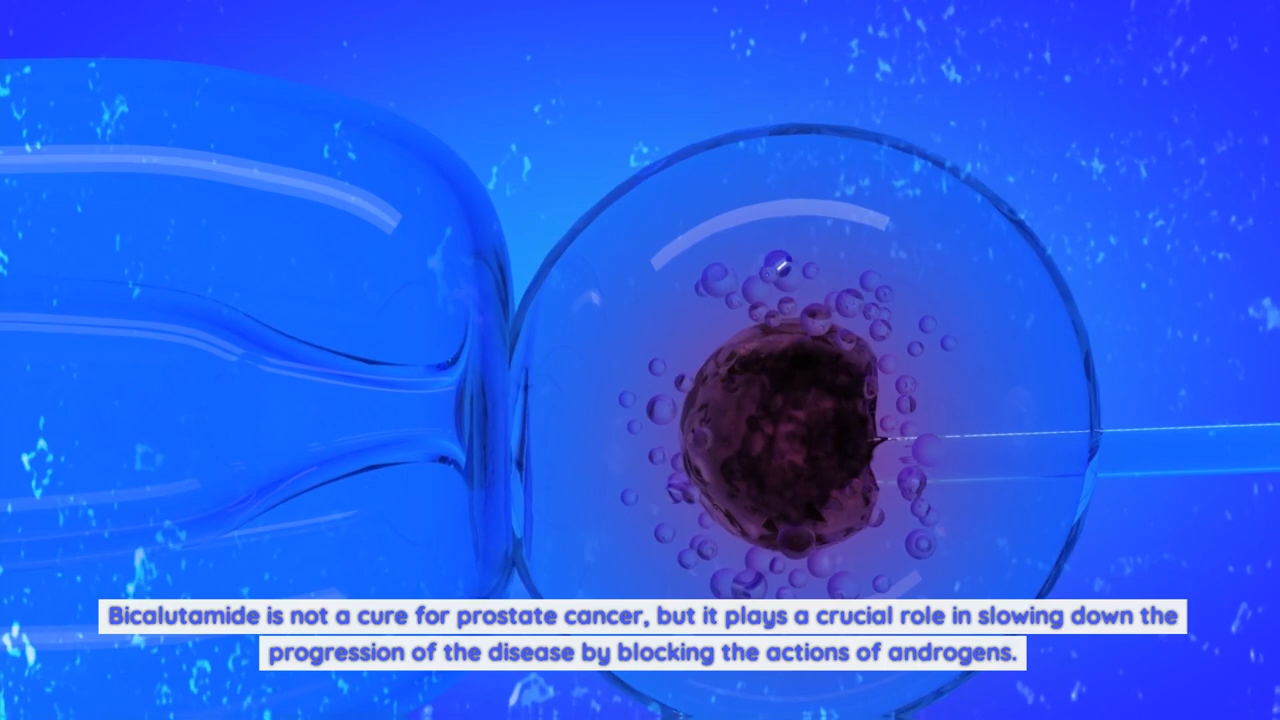 Bicalutamide is not a cure for prostate cancer, but it plays a crucial role in slowing down the
progression of the disease by blocking the actions of androgens.